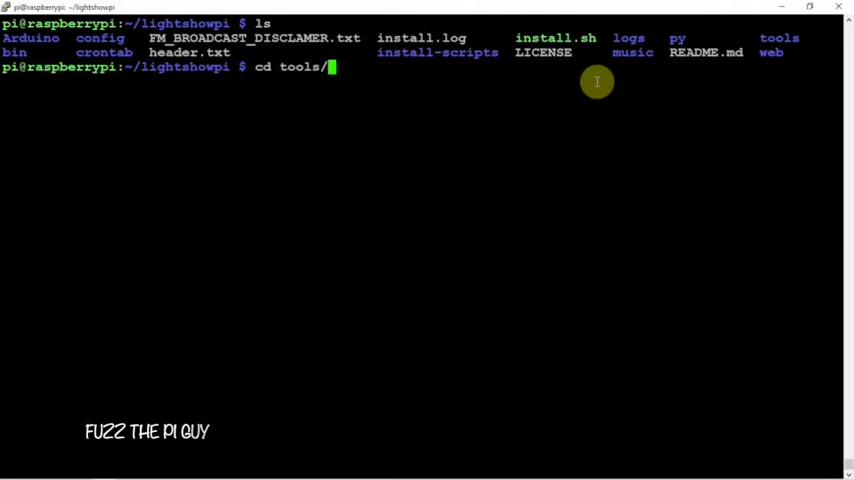 pi@raspberrypi: ~/lightshowpi
pi@raspberrypi:~/lightshowpi $ ls
Arduino config FM_BROADCAST_DISCLAMER.txt install.log install.sh logs py tools
bin crontab header.txt install-scripts LICENSE music README.md web
pi@raspberrypi:~/lightshowpi $ cd tools/
FUZZ THE PI GUY